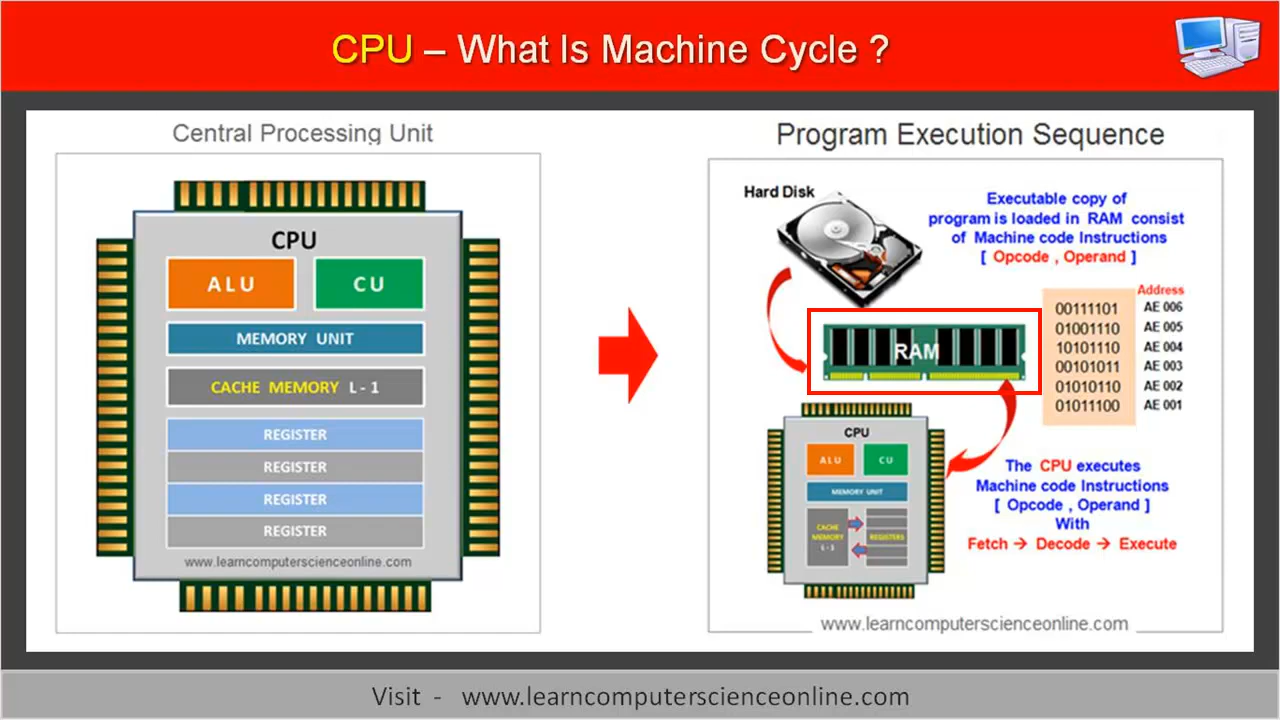 CPU – What Is Machine Cycle ?
Central Processing Unit
CPU
ALU
CU
MEMORY UNIT
CACHE MEMORY L - 1
REGISTER
REGISTER
REGISTER
REGISTER
www.learncomputerscienceonline.com
Program Execution Sequence
Hard Disk
Executable copy of
program is loaded in RAM consist
of Machine code Instructions
[ Opcode , Operand ]
Address
00111101 AE 006
01001110 AE 005
10101110 AE 004
00101011 AE 003
01010110 AE 002
01011100 AE 001
RAM
CPU
ALU
CU
MEMORY UNIT
CACHE
MEMORY
L - 1
REGISTERS
The CPU executes
Machine code Instructions
[ Opcode , Operand ]
With
Fetch → Decode → Execute
www.learncomputerscienceonline.com
Visit - www.learncomputerscienceonline.com